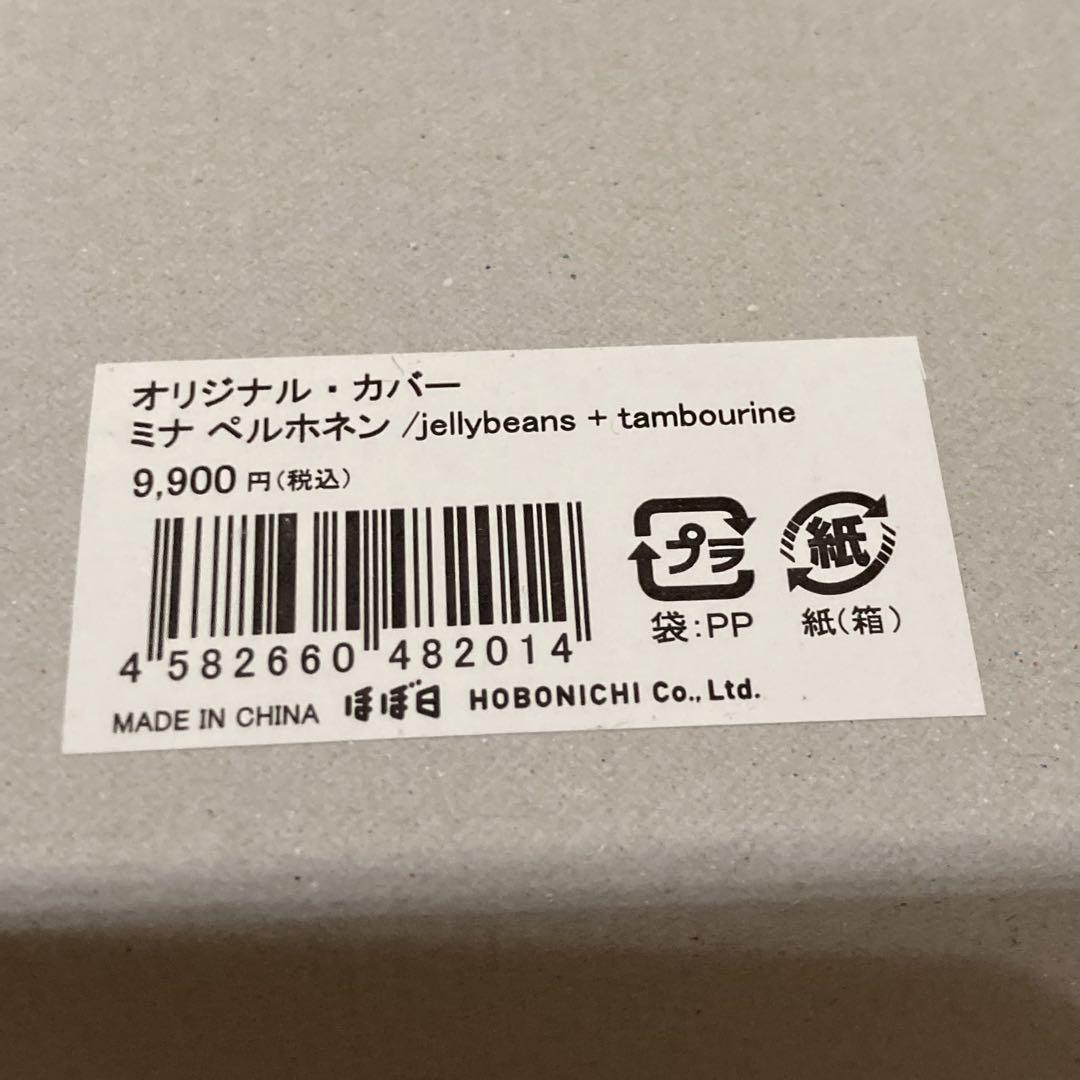 オリジナル・カバー
ミナ ペルホネン /jellybeans + tambourine
9,900 円(税込)
プラ
紙
袋:PP
紙(箱)
4 582660 482014
MADE IN CHINA ほぼ日 HOBONICHI Co., Ltd.